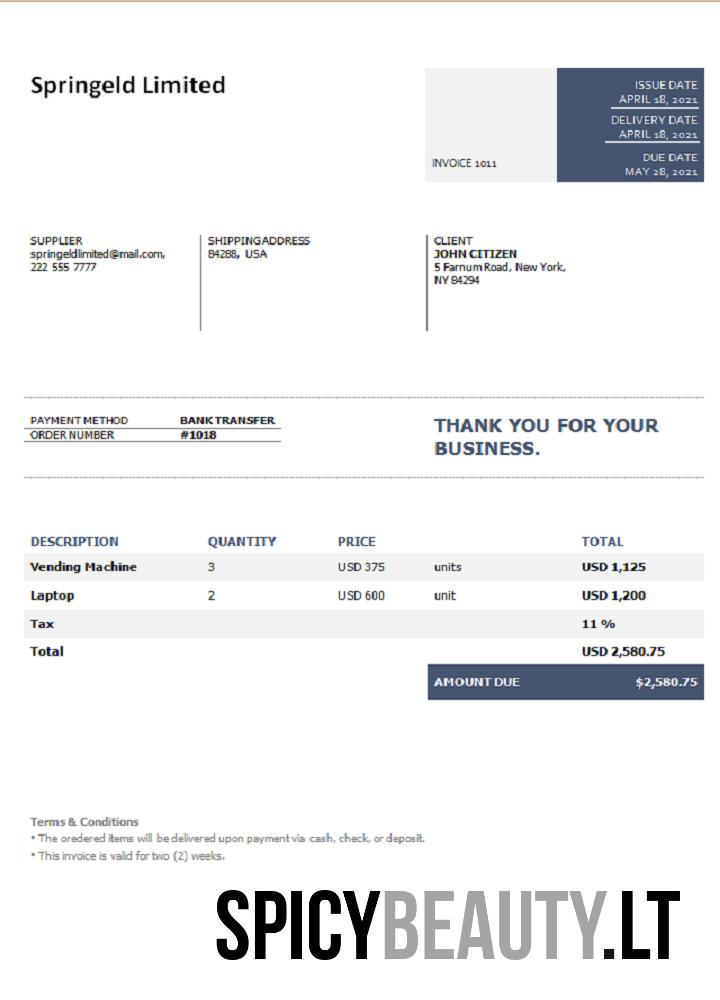 Springeld Limited
INVOICE 1011
ISSUE DATE
APRIL 18, 2021
DELIVERY DATE
APRIL 18, 2021
DUE DATE
MAY 28, 2021
SUPPLIER
springeldlimited@mail.com,
222 555 7777
SHIPPING ADDRESS
84288, USA
CLIENT
JOHN CITIZEN
5 Farnum Road, New York,
NY 84294
PAYMENT METHOD BANK TRANSFER
ORDER NUMBER #1018
THANK YOU FOR YOUR
BUSINESS.
DESCRIPTION QUANTITY PRICE TOTAL
Vending Machine 3 USD 375 units USD 1,125
Laptop 2 USD 600 unit USD 1,200
Tax 11 %
Total USD 2,580.75
AMOUNT DUE $2,580.75
Terms & Conditions
• The oredered items will be delivered upon payment via cash, check, or deposit.
• This invoice is valid for two (2) weeks.
SPICYBEAUTY.LT